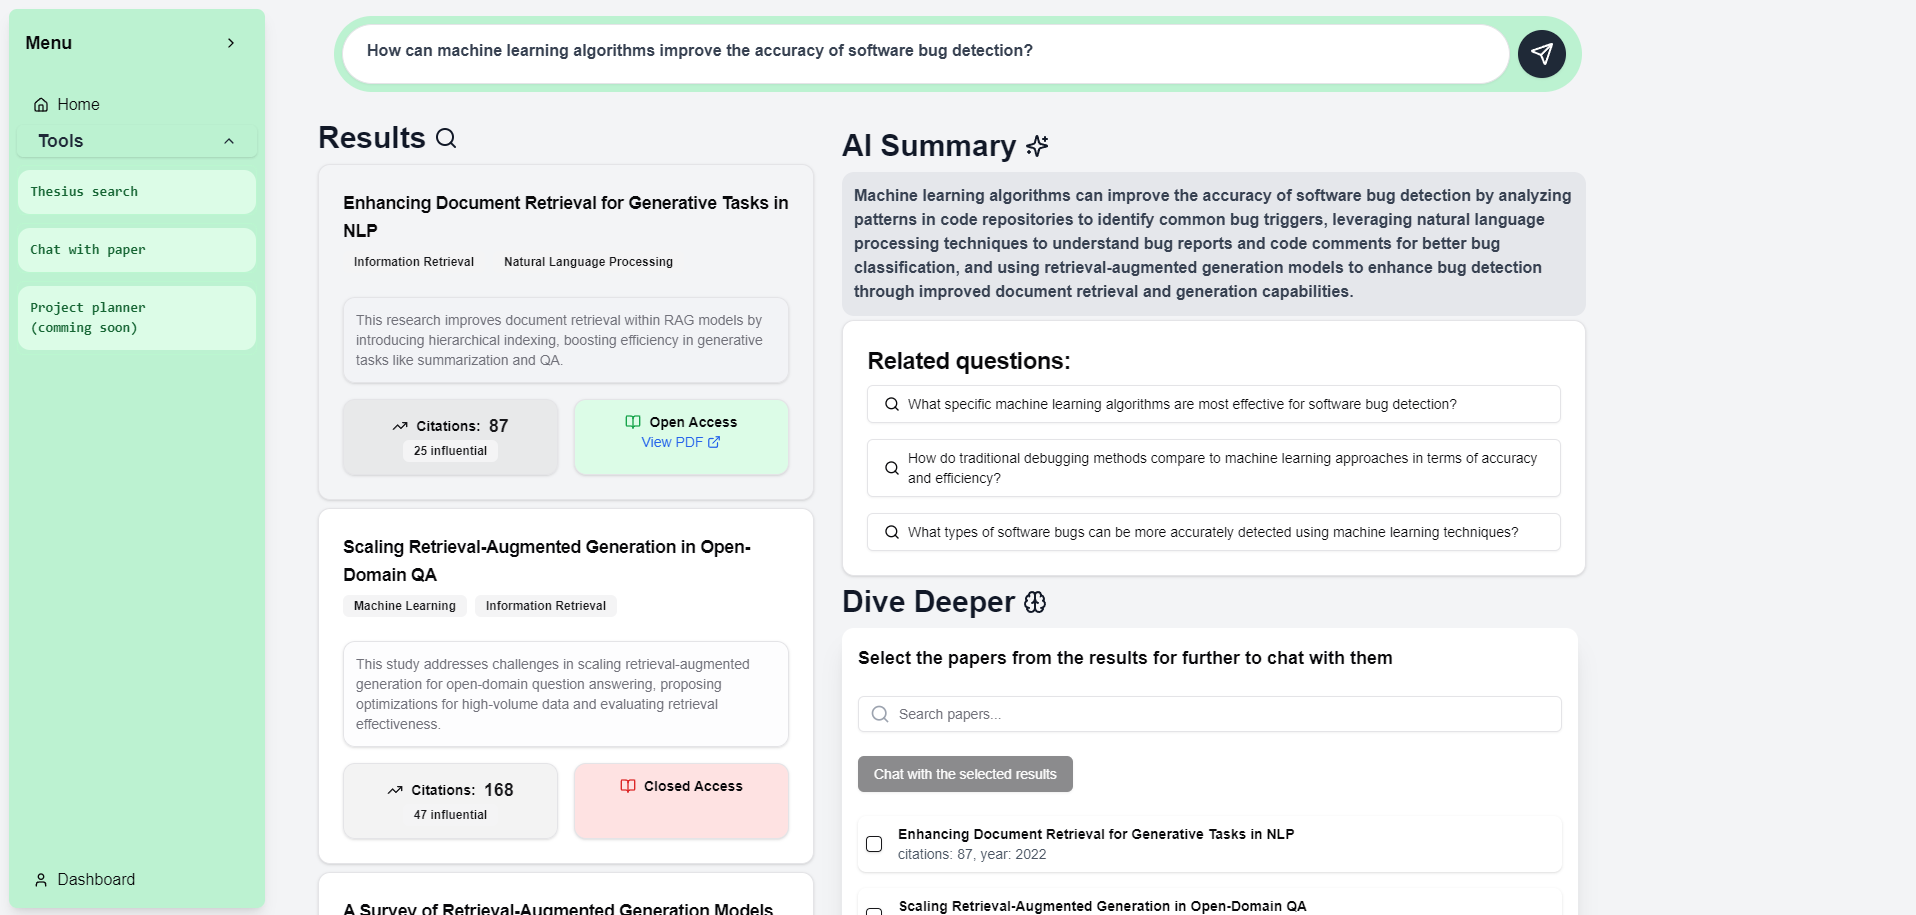 Menu
Home
Tools
Thesius search
Chat with paper
Project planner
(comming soon)
Dashboard
How can machine learning algorithms improve the accuracy of software bug detection?
Results
Enhancing Document Retrieval for Generative Tasks in
NLP
Information Retrieval Natural Language Processing
This research improves document retrieval within RAG models by
introducing hierarchical indexing, boosting efficiency in generative
tasks like summarization and QA.
Citations: 87
25 influential
Open Access
View PDF
Scaling Retrieval-Augmented Generation in Open-
Domain QA
Machine Learning Information Retrieval
This study addresses challenges in scaling retrieval-augmented
generation for open-domain question answering, proposing
optimizations for high-volume data and evaluating retrieval
effectiveness.
Citations: 168
47 influential
Closed Access
A Survey of Retrieval-Augmented Generation Models
AI Summary
Machine learning algorithms can improve the accuracy of software bug detection by analyzing
patterns in code repositories to identify common bug triggers, leveraging natural language
processing techniques to understand bug reports and code comments for better bug
classification, and using retrieval-augmented generation models to enhance bug detection
through improved document retrieval and generation capabilities.
Related questions:
What specific machine learning algorithms are most effective for software bug detection?
How do traditional debugging methods compare to machine learning approaches in terms of accuracy
and efficiency?
What types of software bugs can be more accurately detected using machine learning techniques?
Dive Deeper
Select the papers from the results for further to chat with them
Search papers...
Chat with the selected results
Enhancing Document Retrieval for Generative Tasks in NLP
citations: 87, year: 2022
Scaling Retrieval-Augmented Generation in Open-Domain QA